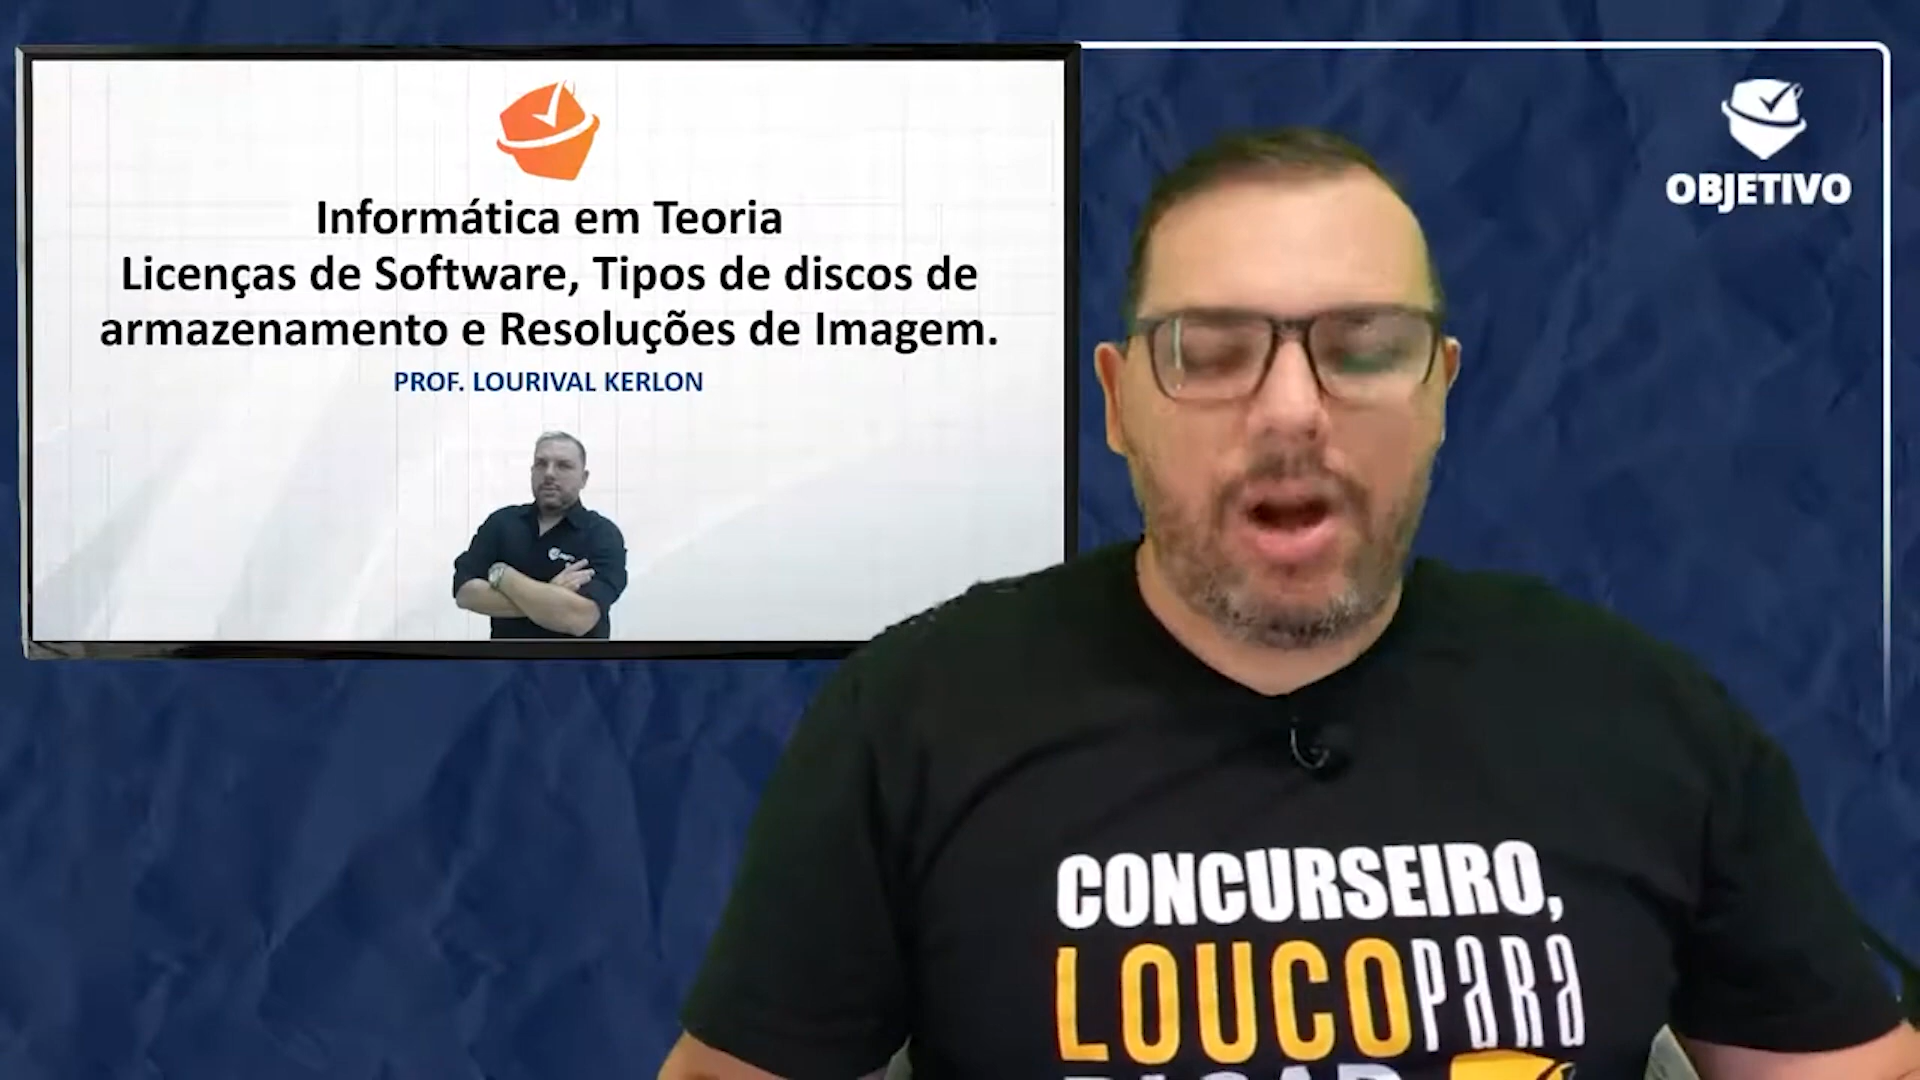 Informática em Teoria
Licenças de Software, Tipos de discos de
armazenamento e Resoluções de Imagem.
PROF. LOURIVAL KERLON
OBJETIVO
CONCURSEIRO,
LOUCO PARA